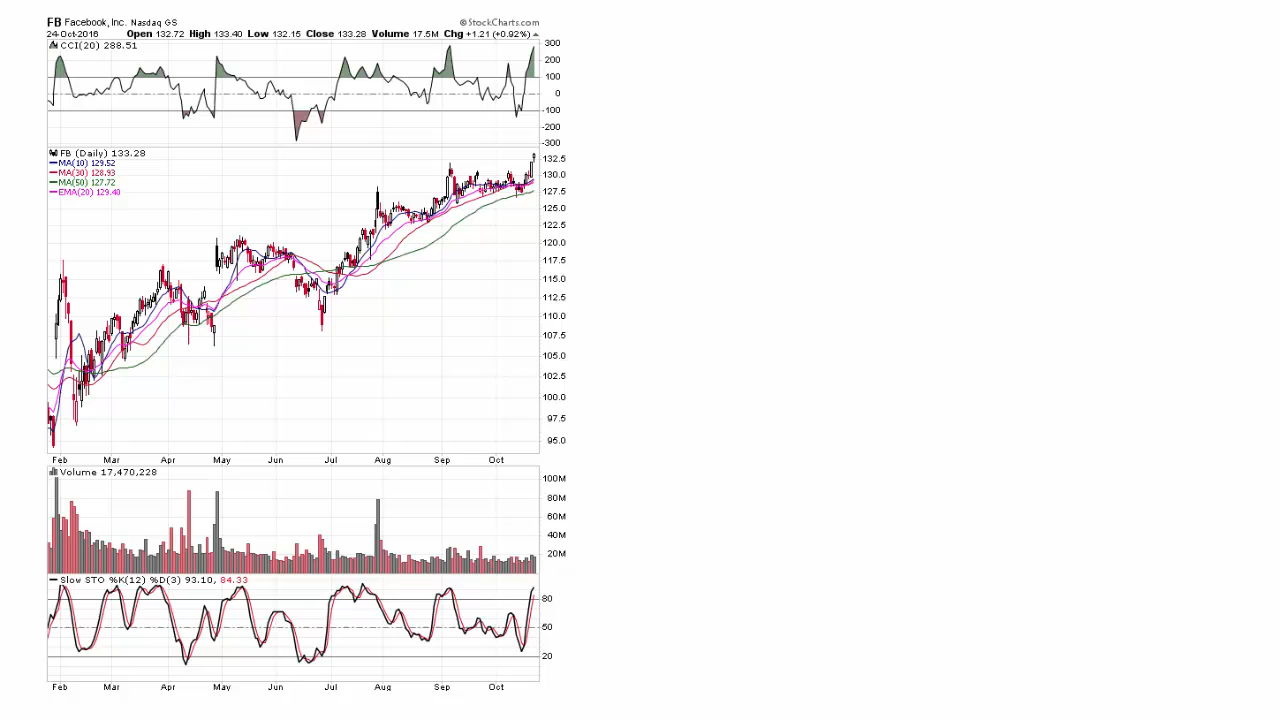 FB Facebook, Inc. Nasdaq GS © StockCharts.com
24-Oct-2016 Open 132.72 High 133.40 Low 132.15 Close 133.28 Volume 17.5M Chg +1.21 (+0.92%)
CCI(20) 288.51
300
200
100
0
-100
-200
-300
FB (Daily) 133.28
MA(10) 129.52
MA(30) 128.93
MA(50) 127.72
EMA(20) 129.40
132.5
130.0
127.5
125.0
122.5
120.0
117.5
115.0
112.5
110.0
107.5
105.0
102.5
100.0
97.5
95.0
Feb Mar Apr May Jun Jul Aug Sep Oct
Volume 17,470,228
100M
80M
60M
40M
20M
Slow STO %K(12) %D(3) 93.10, 84.33
80
50
20
Feb Mar Apr May Jun Jul Aug Sep Oct